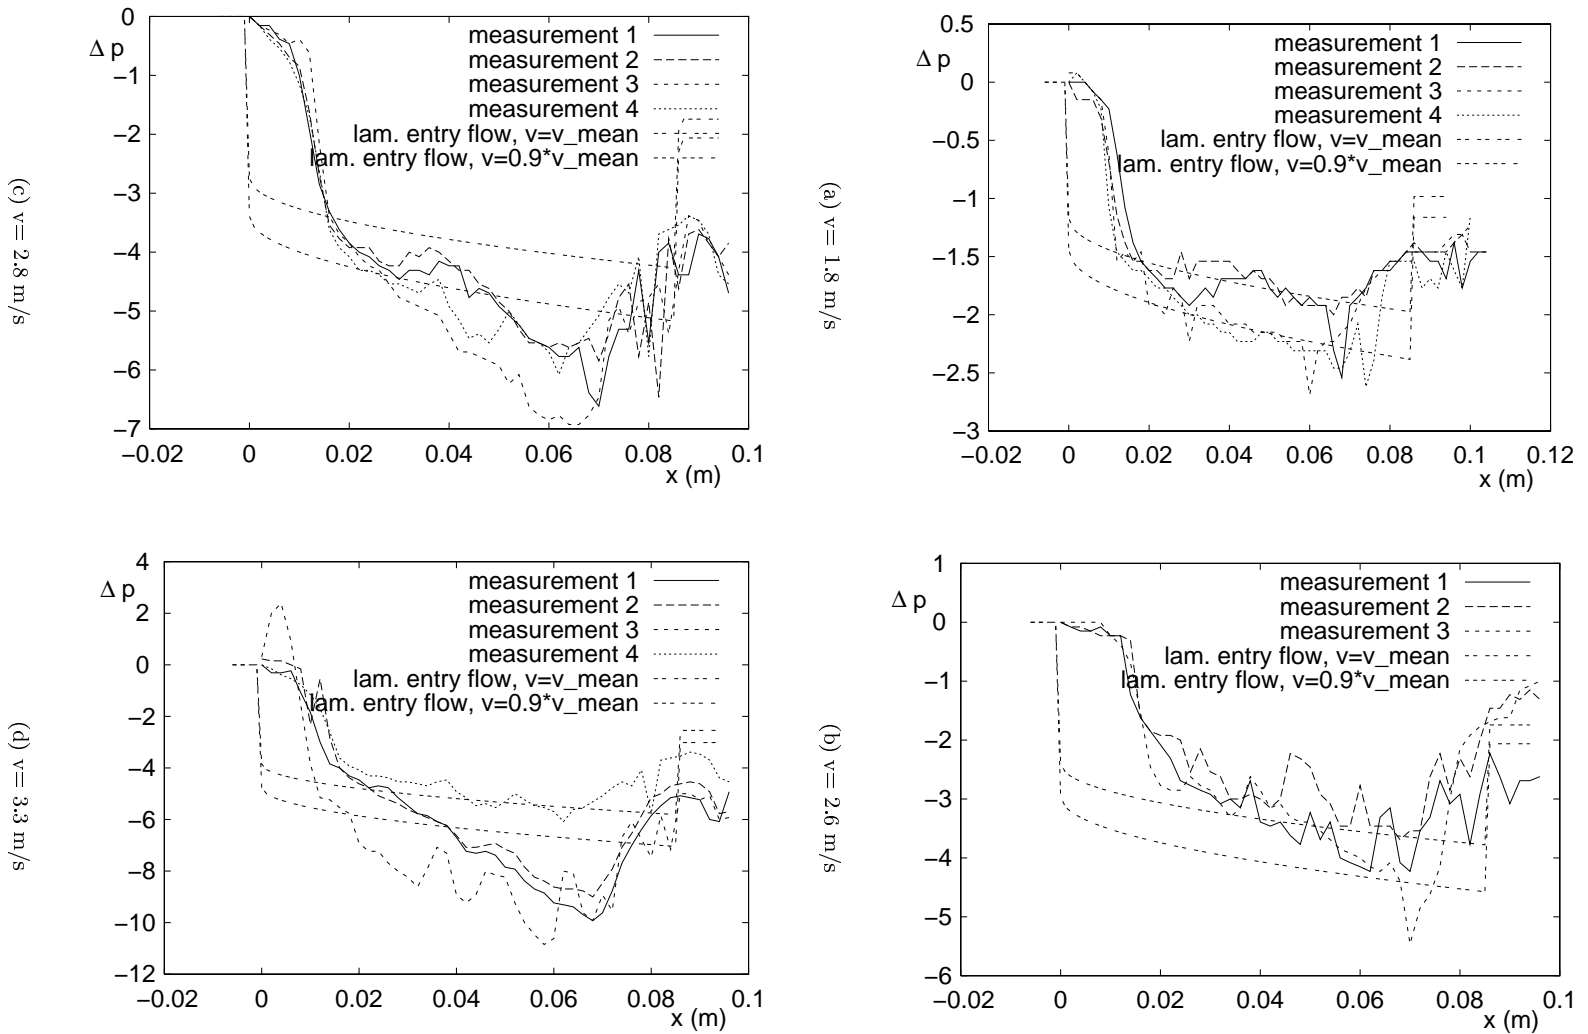 (c) v= 2.8 m/s
0
−1
−2
−3
−4
−5
−6
−7
Δ p
measurement 1
measurement 2
measurement 3
measurement 4
lam. entry flow, v=v_mean
lam. entry flow, v=0.9*v_mean
−0.02
0
0.02
0.04
0.06
0.08
0.1
x (m)
(a) v= 1.8 m/s
0.5
0
−0.5
−1
−1.5
−2
−2.5
−3
Δ p
measurement 1
measurement 2
measurement 3
measurement 4
lam. entry flow, v=v_mean
lam. entry flow, v=0.9*v_mean
−0.02
0
0.02
0.04
0.06
0.08
0.1
0.12
x (m)
(d) v= 3.3 m/s
4
2
0
−2
−4
−6
−8
−10
−12
Δ p
measurement 1
measurement 2
measurement 3
measurement 4
lam. entry flow, v=v_mean
lam. entry flow, v=0.9*v_mean
−0.02
0
0.02
0.04
0.06
0.08
0.1
x (m)
(b) v= 2.6 m/s
1
0
−1
−2
−3
−4
−5
−6
Δ p
measurement 1
measurement 2
measurement 3
lam. entry flow, v=v_mean
lam. entry flow, v=0.9*v_mean
−0.02
0
0.02
0.04
0.06
0.08
0.1
x (m)